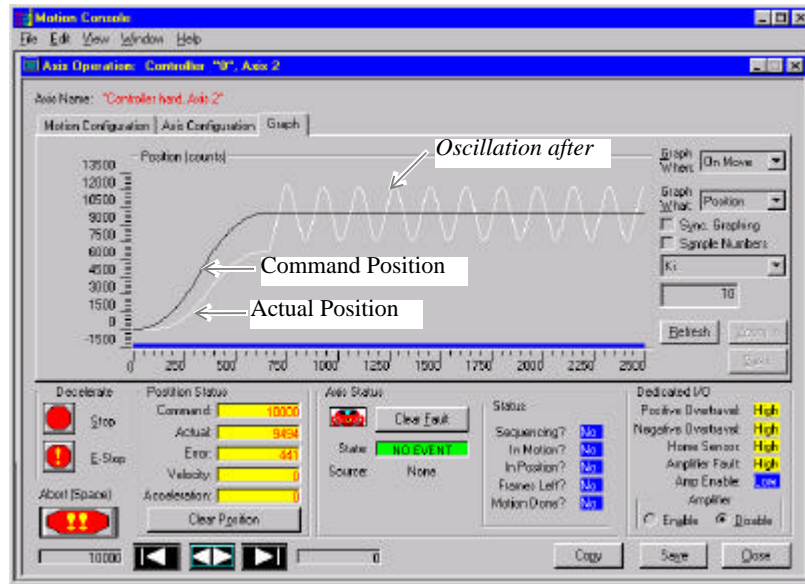 Motion Console
File Edit View Window Help
Axis Operation: Controller "0", Axis 2
Axis Name: "Controller hard, Axis 2"
Motion Configuration Axis Configuration Graph
Position (counts)
Oscillation after
13500
12000
10500
9000
7500
6000
4500
3000
1500
0
-1500
Command Position
Actual Position
0 250 500 750 1000 1250 1500 1750 2000 2250 2500
Graph When: On Move
Graph What: Position
Sync. Graphing
Sample Numbers
Ki
10
Refresh Zoom In
Save
Decelerate
Stop
E-Stop
Abort (Space)
Position Status
Command: 10000
Actual: 9494
Error: 441
Velocity: 0
Acceleration: 0
Clear Position
Axis Status
Clear Fault
State: NO EVENT
Source: None
Status:
Sequencing? No
In Motion? No
In Position? No
Frames Left? No
Motion Done? No
Dedicated I/O
Positive Overtravel: High
Negative Overtravel: High
Home Sensor: High
Amplifier Fault: High
Amp Enable: Low
Amplifier
Enable Disable
10000 0
Copy Save Close